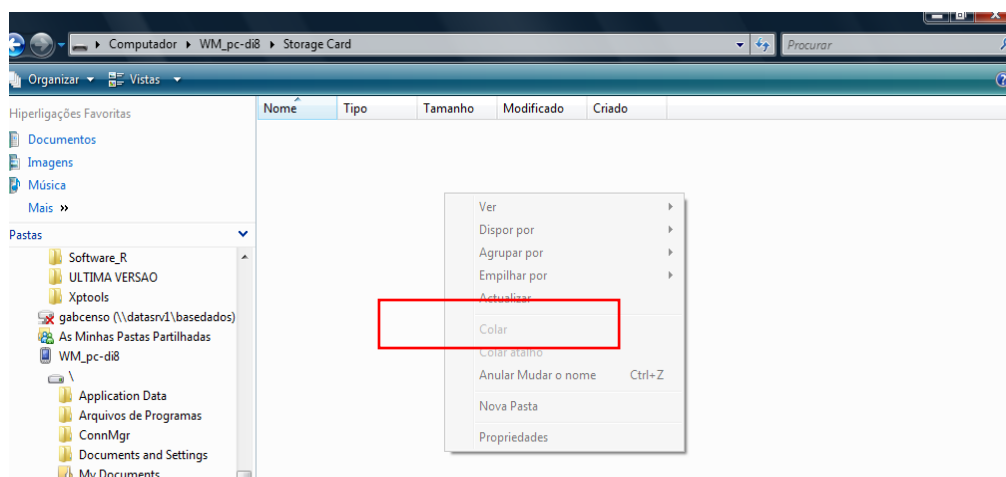 Computador ▸ WM_pc-di8 ▸ Storage Card
Procurar
Organizar Vistas
Hiperligações Favoritas
Documentos
Imagens
Música
Mais »
Pastas
Software_R
ULTIMA VERSAO
Xptools
gabcenso (\\datasrv1\basedados)
As Minhas Pastas Partilhadas
WM_pc-di8
\
Application Data
Arquivos de Programas
ConnMgr
Documents and Settings
My Documents
Nome Tipo Tamanho Modificado Criado
Ver
Dispor por
Agrupar por
Empilhar por
Actualizar
Colar
Colar atalho
Anular Mudar o nome Ctrl+Z
Nova Pasta
Propriedades